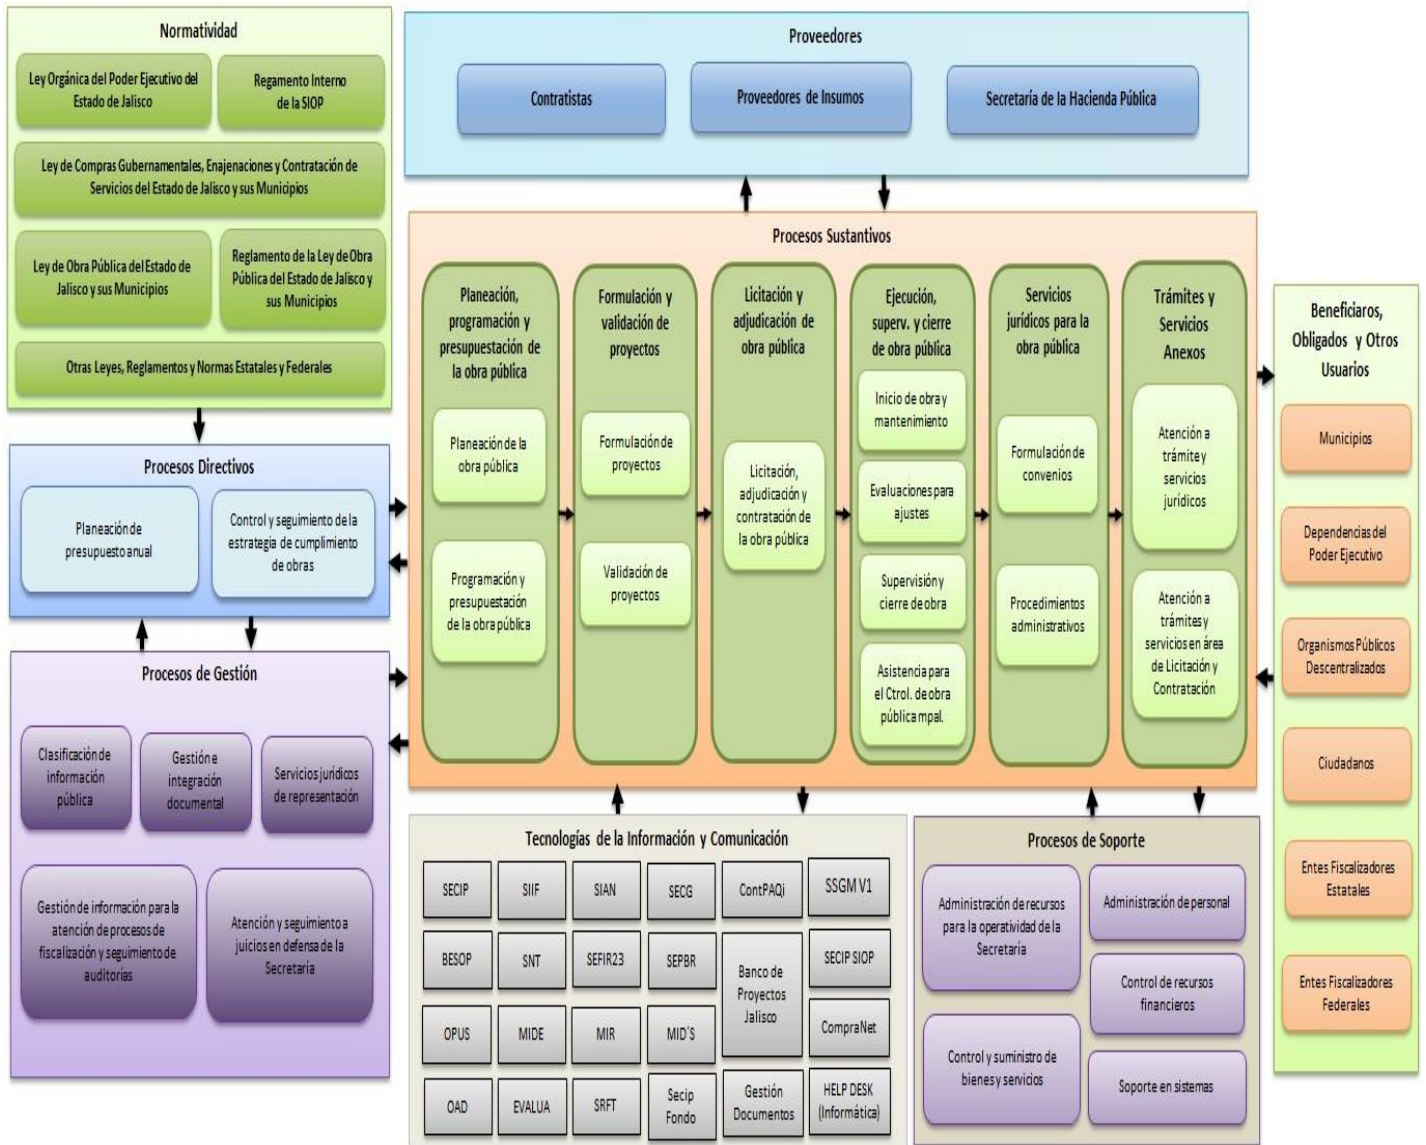 Normatividad
Ley Orgánica del Poder Ejecutivo del
Estado de Jalisco
Regamento Interno
de la SIOP
Ley de Compras Gubernamentales, Enajenaciones y Contratación de
Servicios del Estado de Jalisco y sus Municipios
Ley de Obra Pública del Estado de
Jalisco y sus Municipios
Reglamento de la Ley de Obra
Pública del Estado de Jalisco y
sus Municipios
Otras Leyes, Reglamentos y Normas Estatales y Federales
Proveedores
Contratistas
Proveedores de Insumos
Secretaría de la Hacienda Pública
Procesos Directivos
Planeación de
presupuesto anual
Control y seguimiento de la
estrategia de cumplimiento
de obras
Procesos de Gestión
Clasificación de
información
pública
Gestión e
integración
documental
Servicios jurídicos
de representación
Gestión de información para la
atención de procesos de
fiscalización y seguimiento de
auditorías
Atención y seguimiento a
juicios en defensa de la
Secretaría
Procesos Sustantivos
Planeación,
programación y
presupuestación de
la obra pública
Planeación de la
obra pública
Programación y
presupuestación
de la obra pública
Formulación y
validación de
proyectos
Formulación de
proyectos
Validación de
proyectos
Licitación y
adjudicación de
obra pública
Licitación,
adjudicación y
contratación de
la obra pública
Ejecución,
superv. y cierre
de obra pública
Inicio de obra y
mantenimiento
Evaluaciones para
ajustes
Supervisión y
cierre de obra
Asistencia para
el Ctrol. de obra
pública mpal.
Servicios
jurídicos para la
obra pública
Formulación de
convenios
Procedimientos
administrativos
Trámites y
Servicios
Anexos
Atención a
trámite y
servicios
jurídicos
Atención a
trámites y
servicios en área
de Licitación y
Contratación
Beneficiaros,
Obligados y Otros
Usuarios
Municipios
Dependencias del
Poder Ejecutivo
Organismos Públicos
Descentralizados
Ciudadanos
Entes Fiscalizadores
Estatales
Entes Fiscalizadores
Federales
Tecnologías de la Información y Comunicación
SECIP
SIIF
SIAN
SECG
ContPAQi
SSGM V1
BESOP
SNT
SEFIR23
SEPBR
Banco de
Proyectos
Jalisco
SECIP SIOP
OPUS
MIDE
MIR
MID'S
CompraNet
OAD
EVALUA
SRFT
Secip
Fondo
Gestión
Documentos
HELP DESK
(Informática)
Procesos de Soporte
Administración de recursos
para la operatividad de la
Secretaría
Administración de personal
Control de recursos
financieros
Control y suministro de
bienes y servicios
Soporte en sistemas